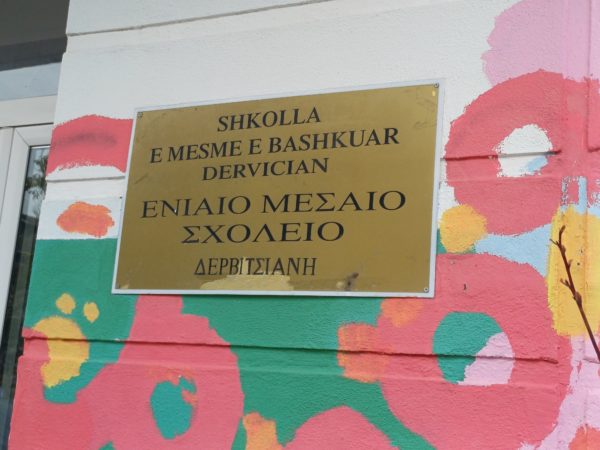 SHKOLLA
E MESME E BASHKUAR
DERVICIAN
ΕΝΙΑΙΟ ΜΕΣΑΙΟ
ΣΧΟΛΕΙΟ
ΔΕΡΒΙΤΣΙΑΝΗ